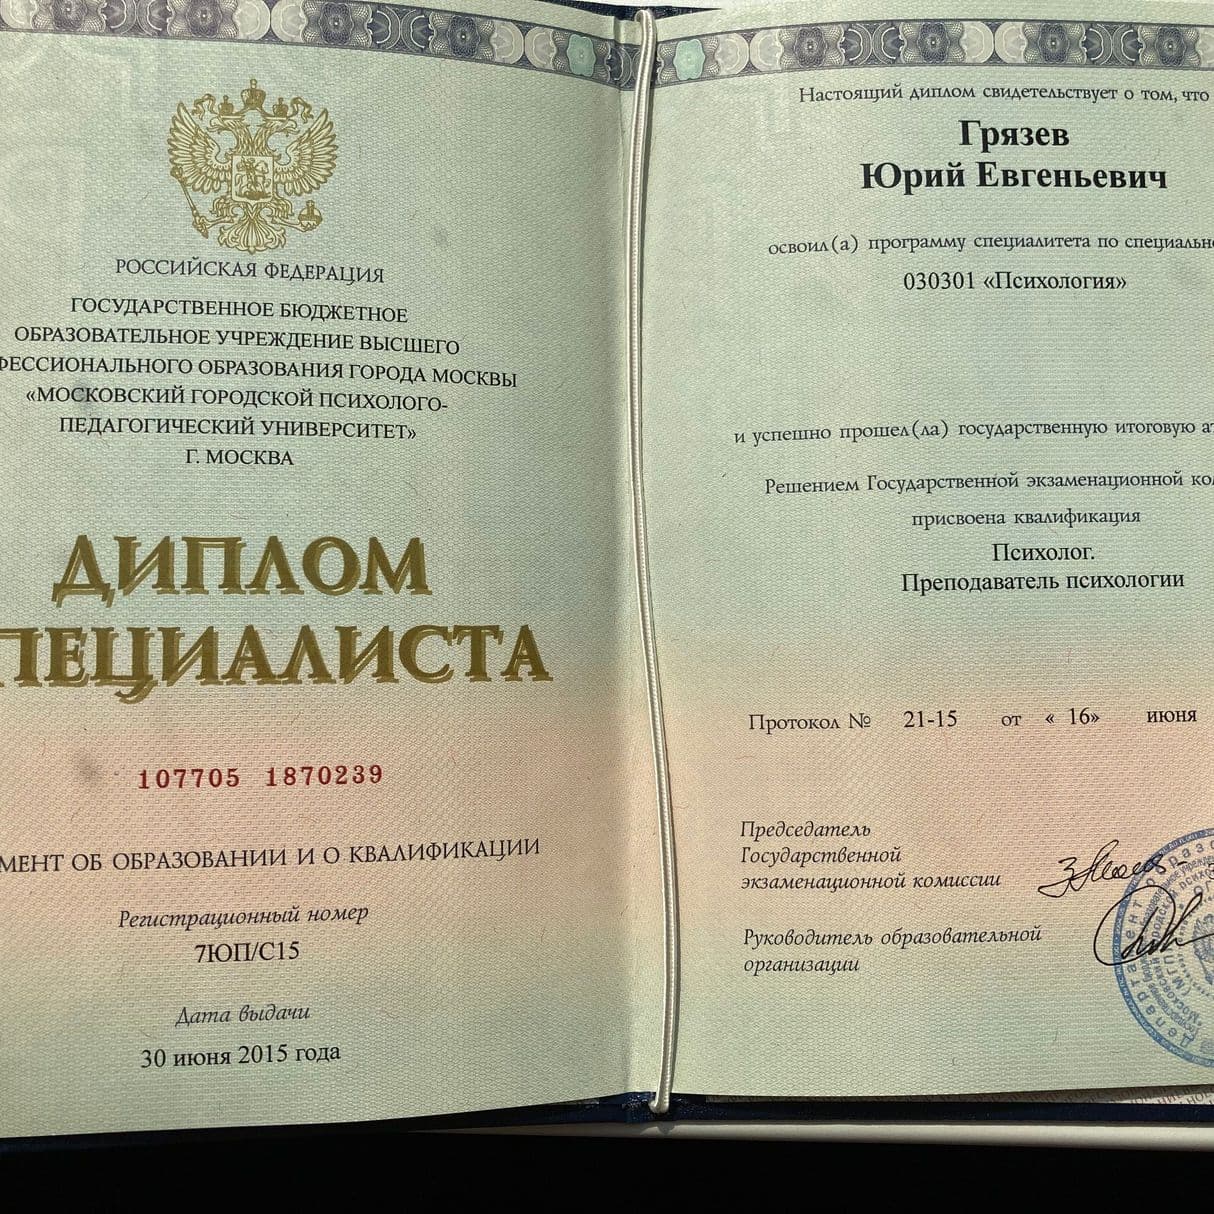 РОССИЙСКАЯ ФЕДЕРАЦИЯ
ГОСУДАРСТВЕННОЕ БЮДЖЕТНОЕ
ОБРАЗОВАТЕЛЬНОЕ УЧРЕЖДЕНИЕ ВЫСШЕГО
ФЕССИОНАЛЬНОГО ОБРАЗОВАНИЯ ГОРОДА МОСКВЫ
«МОСКОВСКИЙ ГОРОДСКОЙ ПСИХОЛОГО-
ПЕДАГОГИЧЕСКИЙ УНИВЕРСИТЕТ»
Г. МОСКВА
ДИПЛОМ
ПЕЦИАЛИСТА
107705 1870239
МЕНТ ОБ ОБРАЗОВАНИИ И О КВАЛИФИКАЦИИ
Регистрационный номер
7ЮП/С15
Дата выдачи
30 июня 2015 года
Настоящий диплом свидетельствует о том, что
Грязев
Юрий Евгеньевич
освоил(а) программу специалитета по специальн
030301 «Психология»
и успешно прошел(ла) государственную итоговую ат
Решением Государственной экзаменационной ко
присвоена квалификация
Психолог.
Преподаватель психологии
Протокол № 21-15 от « 16» июня
Председатель
Государственной
экзаменационной комиссии
Руководитель образовательной
организации